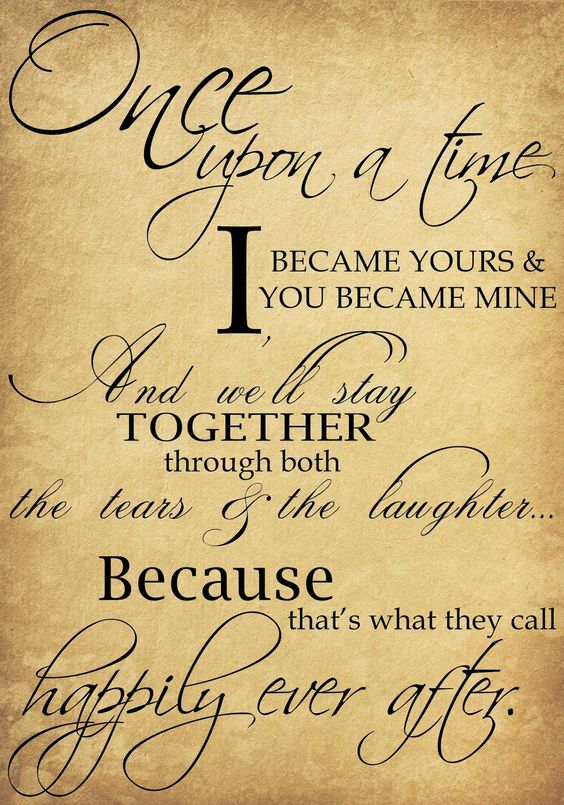 Once
upon a time
I BECAME YOURS &
YOU BECAME MINE
And we'll stay
TOGETHER
through both
the tears & the laughter...
Because
that's what they call
happily ever after.